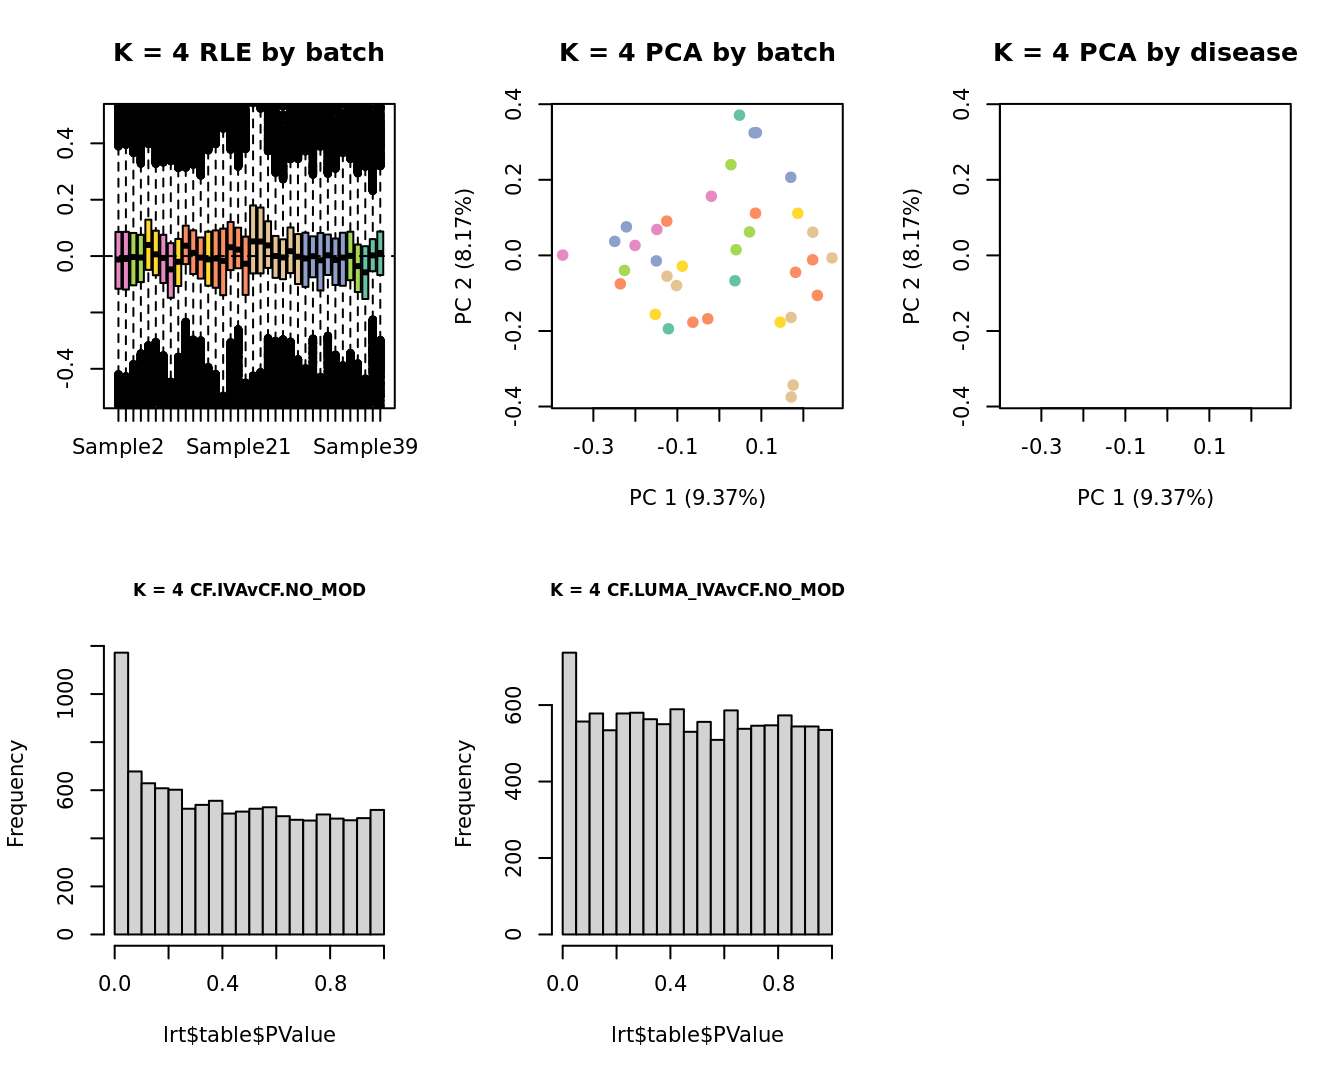 K = 4 RLE by batch
0.4
0.2
0.0
-0.4
Sample2 Sample21 Sample39
K = 4 PCA by batch
PC 2 (8.17%)
0.4
0.2
0.0
-0.2
-0.4
-0.3 -0.1 0.1
PC 1 (9.37%)
K = 4 PCA by disease
PC 2 (8.17%)
0.4
0.2
0.0
-0.2
-0.4
-0.3 -0.1 0.1
PC 1 (9.37%)
K = 4 CF.IVAvCF.NO_MOD
Frequency
1000
600
200
0
0.0 0.4 0.8
lrt$table$PValue
K = 4 CF.LUMA_IVAvCF.NO_MOD
Frequency
600
400
200
0
0.0 0.4 0.8
lrt$table$PValue